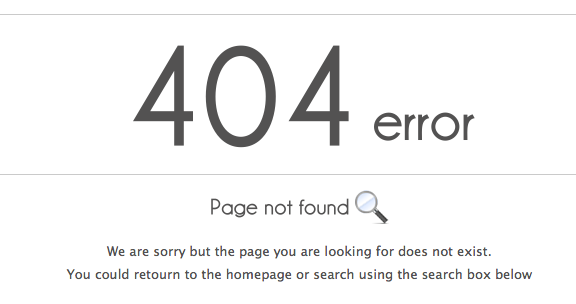 404 error
Page not found
We are sorry but the page you are looking for does not exist.
You could retourn to the homepage or search using the search box below